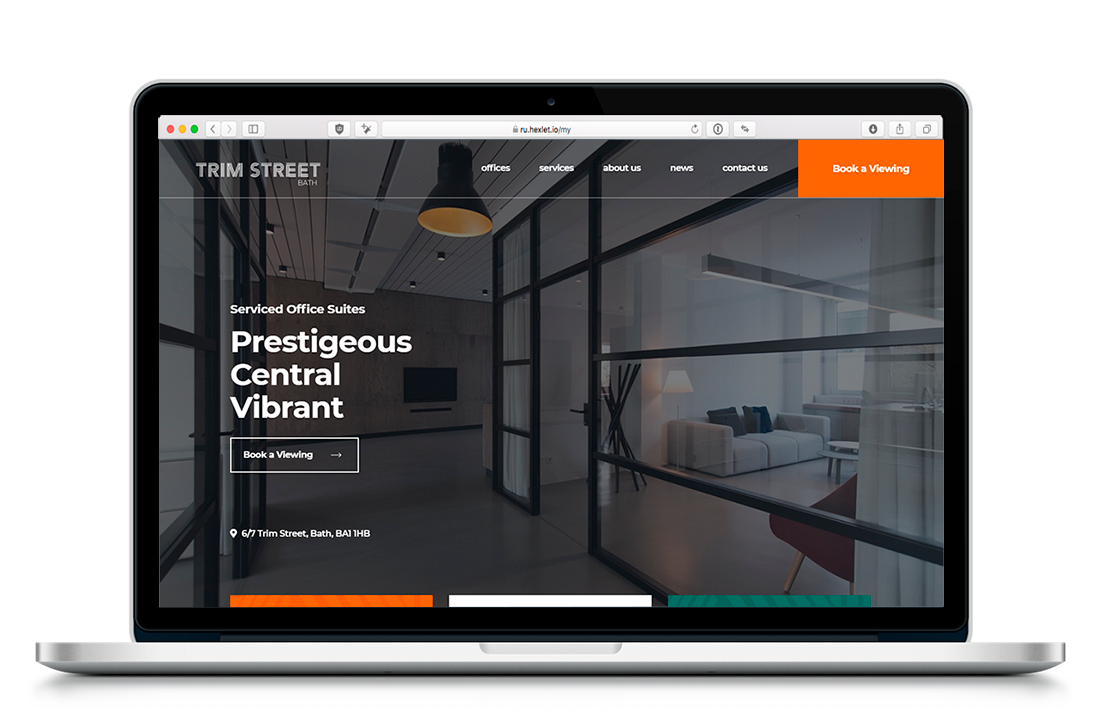 ru.hexlet.io/my
TRIM STREET
BATH
offices
services
about us
news
contact us
Book a Viewing
Serviced Office Suites
Prestigeous
Central
Vibrant
Book a Viewing
6/7 Trim Street, Bath, BA1 1HB